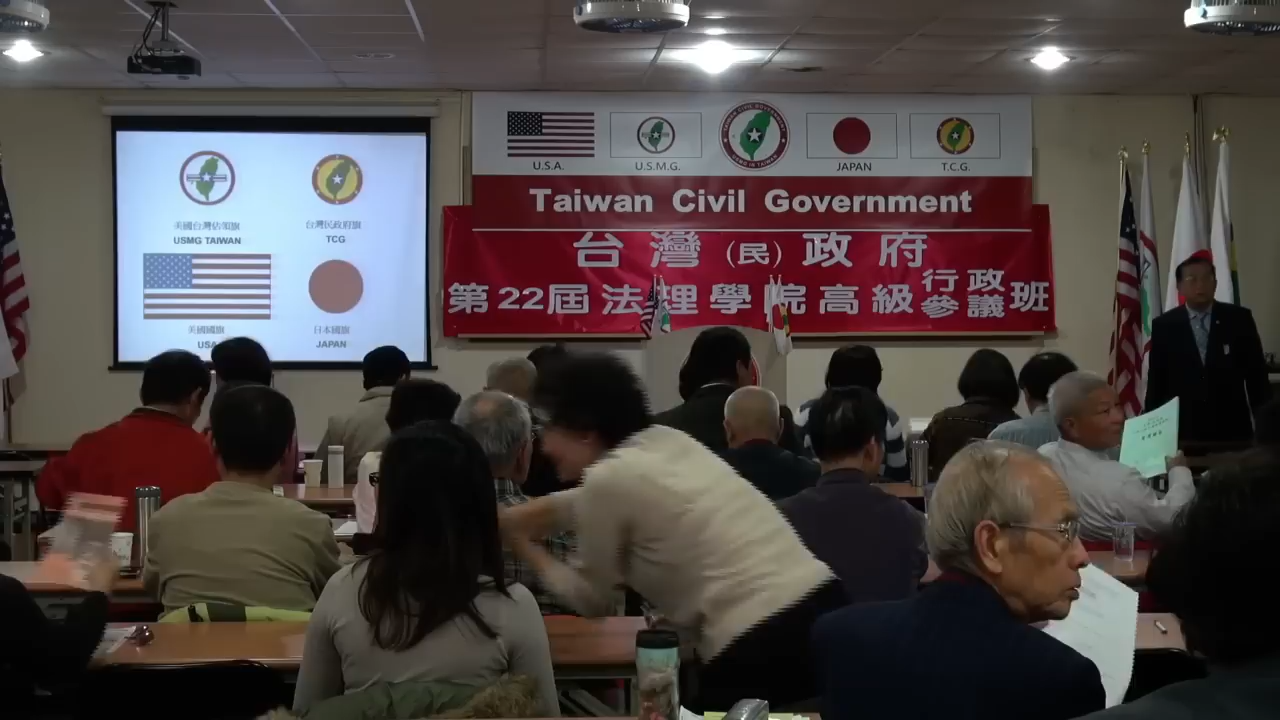 U.S.A.
U.S.M.G.
JAPAN
T.C.G.
Taiwan Civil Government
台灣(民)政府
第22屆法理學院高級行政參議班
美國台灣佔領旗
USMG TAIWAN
台灣民政府旗
TCG
美國國旗
USA
日本國旗
JAPAN